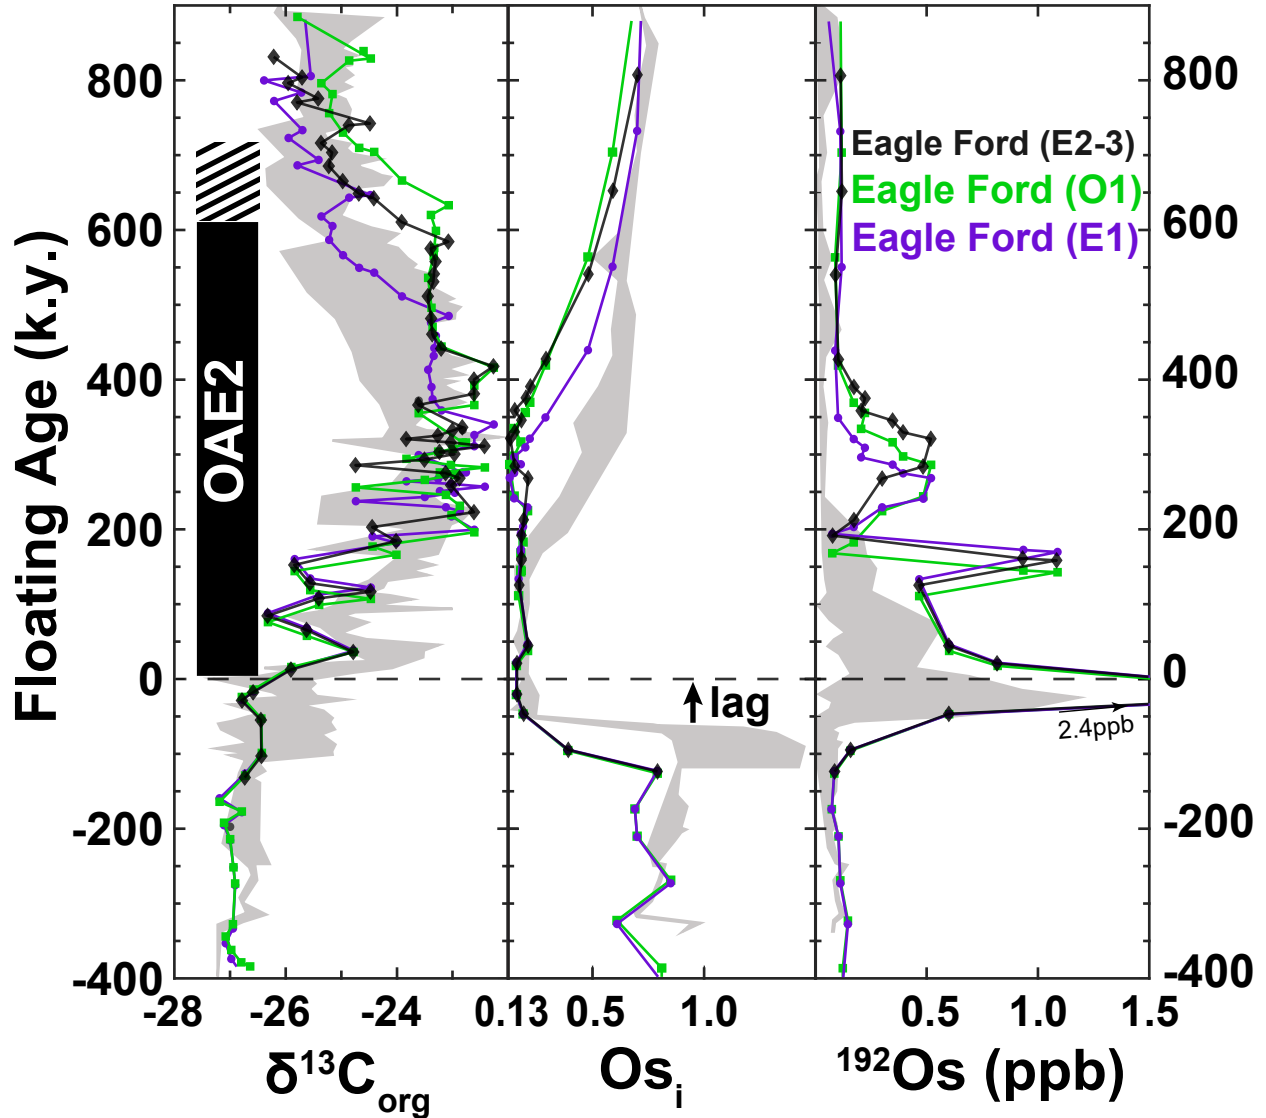 Floating Age (k.y.)
800
600
400
200
0
-200
-400
OAE2
-28
-26
-24
δ¹³C_org
0.13
0.5
1.0
Os_i
lag
Eagle Ford (E2-3)
Eagle Ford (O1)
Eagle Ford (E1)
2.4ppb
0.5
1.0
1.5
¹⁹²Os (ppb)
800
600
400
200
0
-200
-400